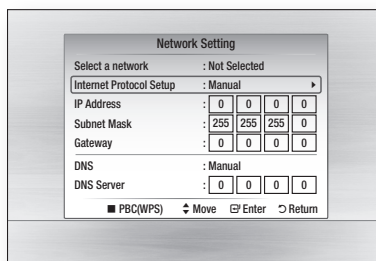 Network Setting
Select a network : Not Selected
Internet Protocol Setup : Manual
IP Address : 0 0 0 0
Subnet Mask : 255 255 255 0
Gateway : 0 0 0 0
DNS : Manual
DNS Server : 0 0 0 0
PBC(WPS) Move Enter Return